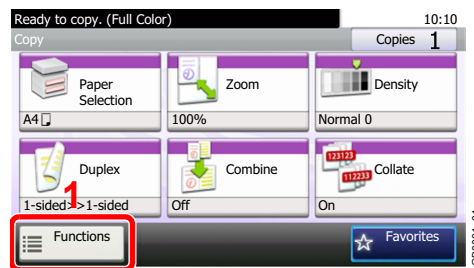 Ready to copy. (Full Color)
10:10
Copy
Copies 1
Paper
Selection
Zoom
Density
A4
100%
Normal 0
Duplex
Combine
123123
112233
Collate
1
1-sided>>1-sided
Off
On
Functions
Favorites